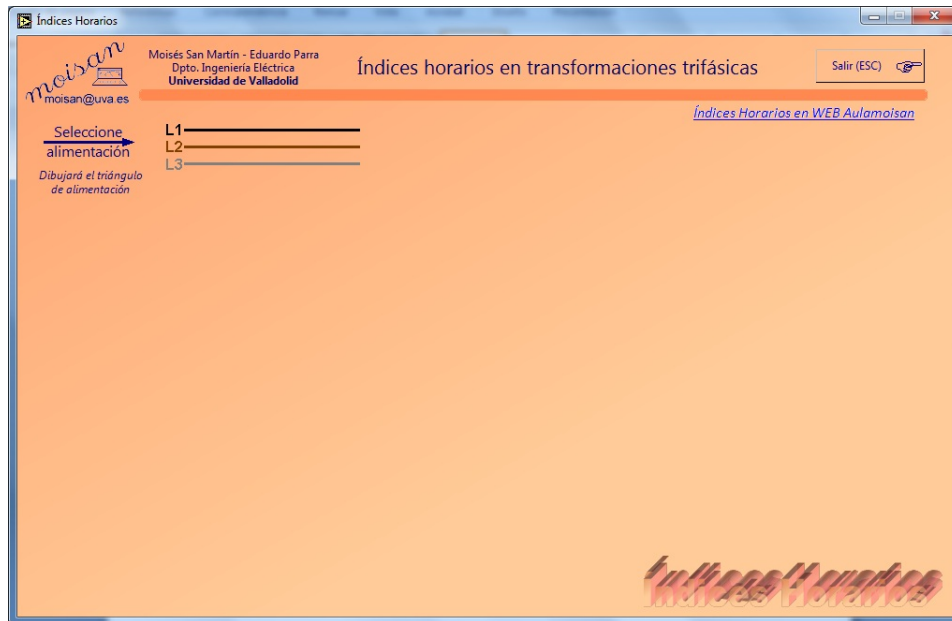 Índices Horarios
moisan
moisan@uva.es
Moisés San Martín - Eduardo Parra
Dpto. Ingeniería Eléctrica
Universidad de Valladolid
Índices horarios en transformaciones trifásicas
Salir (ESC)
Índices Horarios en WEB Aulamoisan
Seleccione
alimentación
Dibujará el triángulo
de alimentación
L1
L2
L3
Índices Horarios